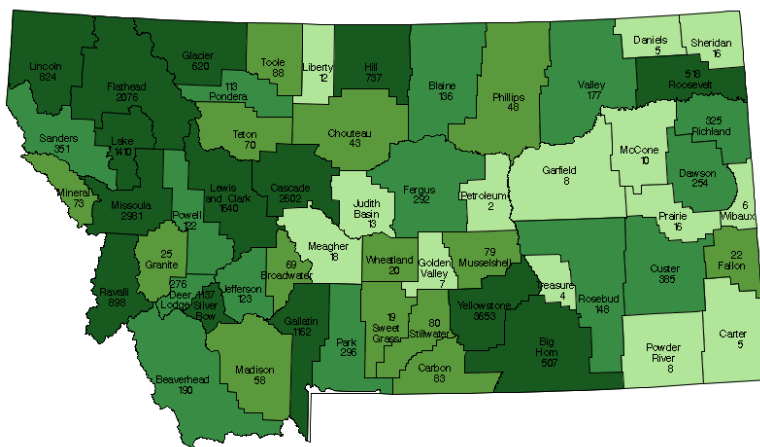 Lincoln
824
Flathead
2076
Glacier
620
Toole
88
Liberty
12
Hill
737
Blaine
136
Phillips
48
Valley
177
Daniels
5
Sheridan
16
518
Roosevelt
113
Pondera
Sanders
351
Lake
1410
Teton
70
Chouteau
43
325
Richland
McCone
10
Garfield
8
Dawson
254
Mineral
73
Missoula
2981
Powell
122
Lewis
and Clark
1640
Cascade
2602
Judith
Basin
13
Fergus
292
Petroleum
2
Prairie
16
6
Wibaux
Meagher
18
25
Granite
69
Broadwater
Wheatland
20
Golden
Valley
7
79
Musselshell
22
Fallon
Custer
385
Ravalli
898
276
Deer
Lodge
Silver
Bow
Jefferson
123
Treasure
4
Rosebud
148
Gallatin
1162
Park
296
19
Sweet
Grass
80
Stillwater
Yellowstone
3653
Big
Horn
507
Powder
River
8
Carter
5
Beaverhead
190
Madison
58
Carbon
83